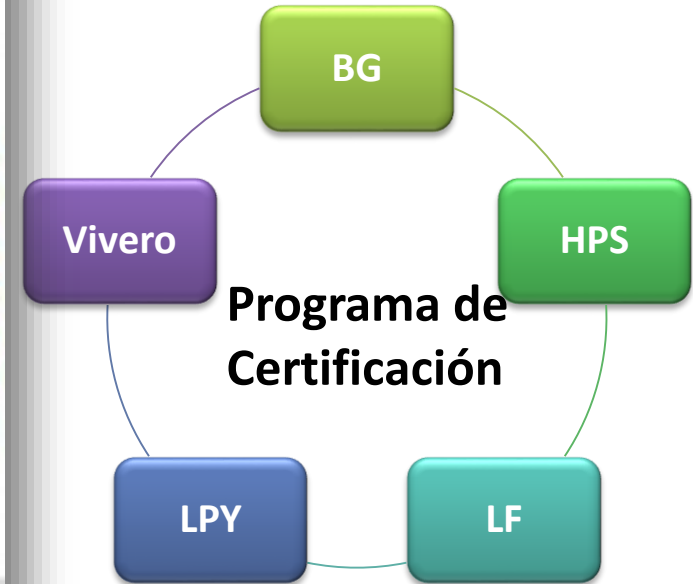 BG
Vivero
HPS
Programa de
Certificación
LPY
LF